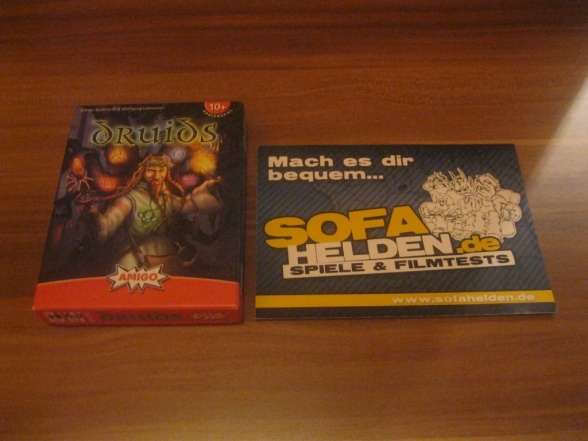 10+
DRUIDS
AMIGO
Mach es dir
bequem...
SOFA
HELDEN.de
SPIELE & FILMTESTS
www.sofahelden.de